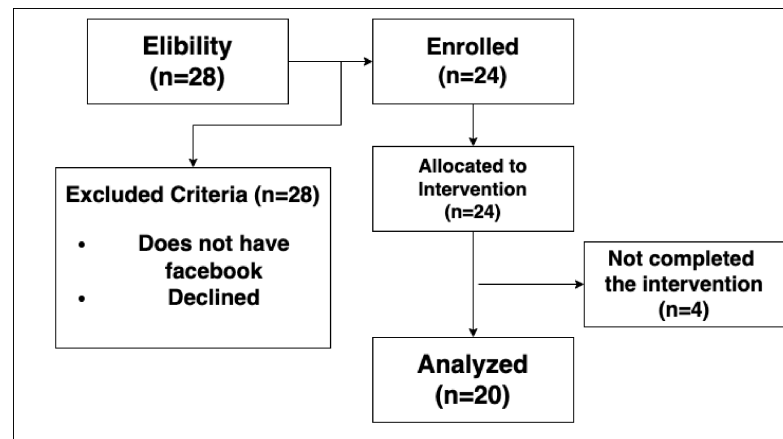 Elibility
(n=28)
Enrolled
(n=24)
Excluded Criteria (n=28)
• Does not have
facebook
• Declined
Allocated to
Intervention
(n=24)
Not completed
the intervention
(n=4)
Analyzed
(n=20)